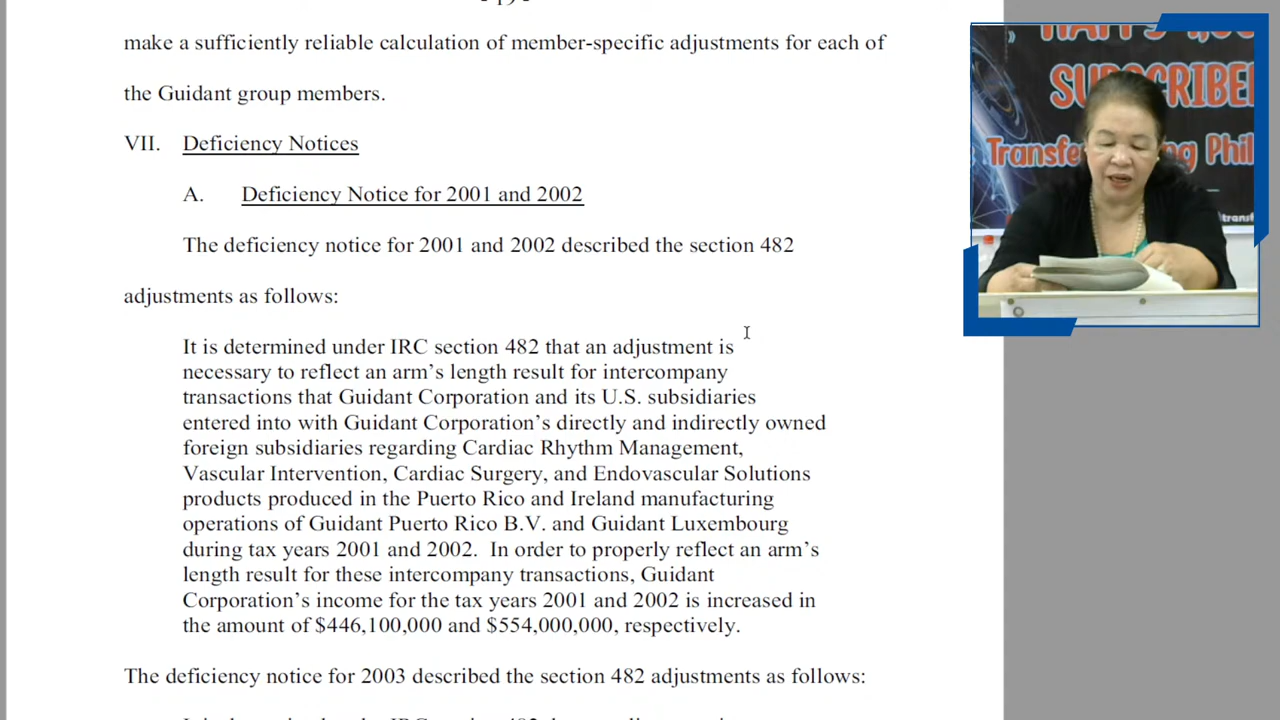 make a sufficiently reliable calculation of member-specific adjustments for each of
the Guidant group members.
VII. Deficiency Notices
A. Deficiency Notice for 2001 and 2002
The deficiency notice for 2001 and 2002 described the section 482
adjustments as follows:
It is determined under IRC section 482 that an adjustment is
necessary to reflect an arm's length result for intercompany
transactions that Guidant Corporation and its U.S. subsidiaries
entered into with Guidant Corporation's directly and indirectly owned
foreign subsidiaries regarding Cardiac Rhythm Management,
Vascular Intervention, Cardiac Surgery, and Endovascular Solutions
products produced in the Puerto Rico and Ireland manufacturing
operations of Guidant Puerto Rico B.V. and Guidant Luxembourg
during tax years 2001 and 2002. In order to properly reflect an arm's
length result for these intercompany transactions, Guidant
Corporation's income for the tax years 2001 and 2002 is increased in
the amount of $446,100,000 and $554,000,000, respectively.
The deficiency notice for 2003 described the section 482 adjustments as follows: